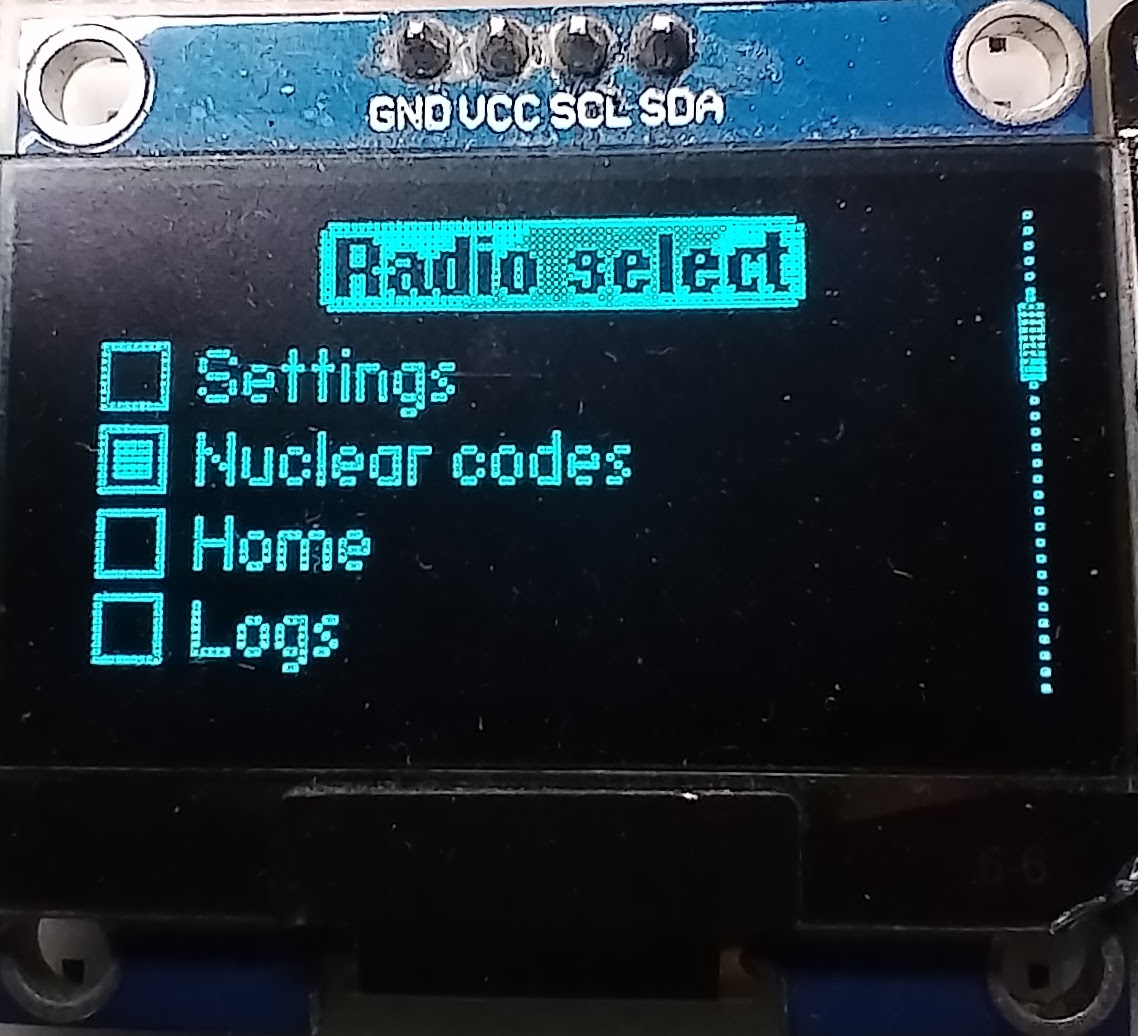 GND VCC SCL SDA
Radio select
Settings
Nuclear codes
Home
Logs